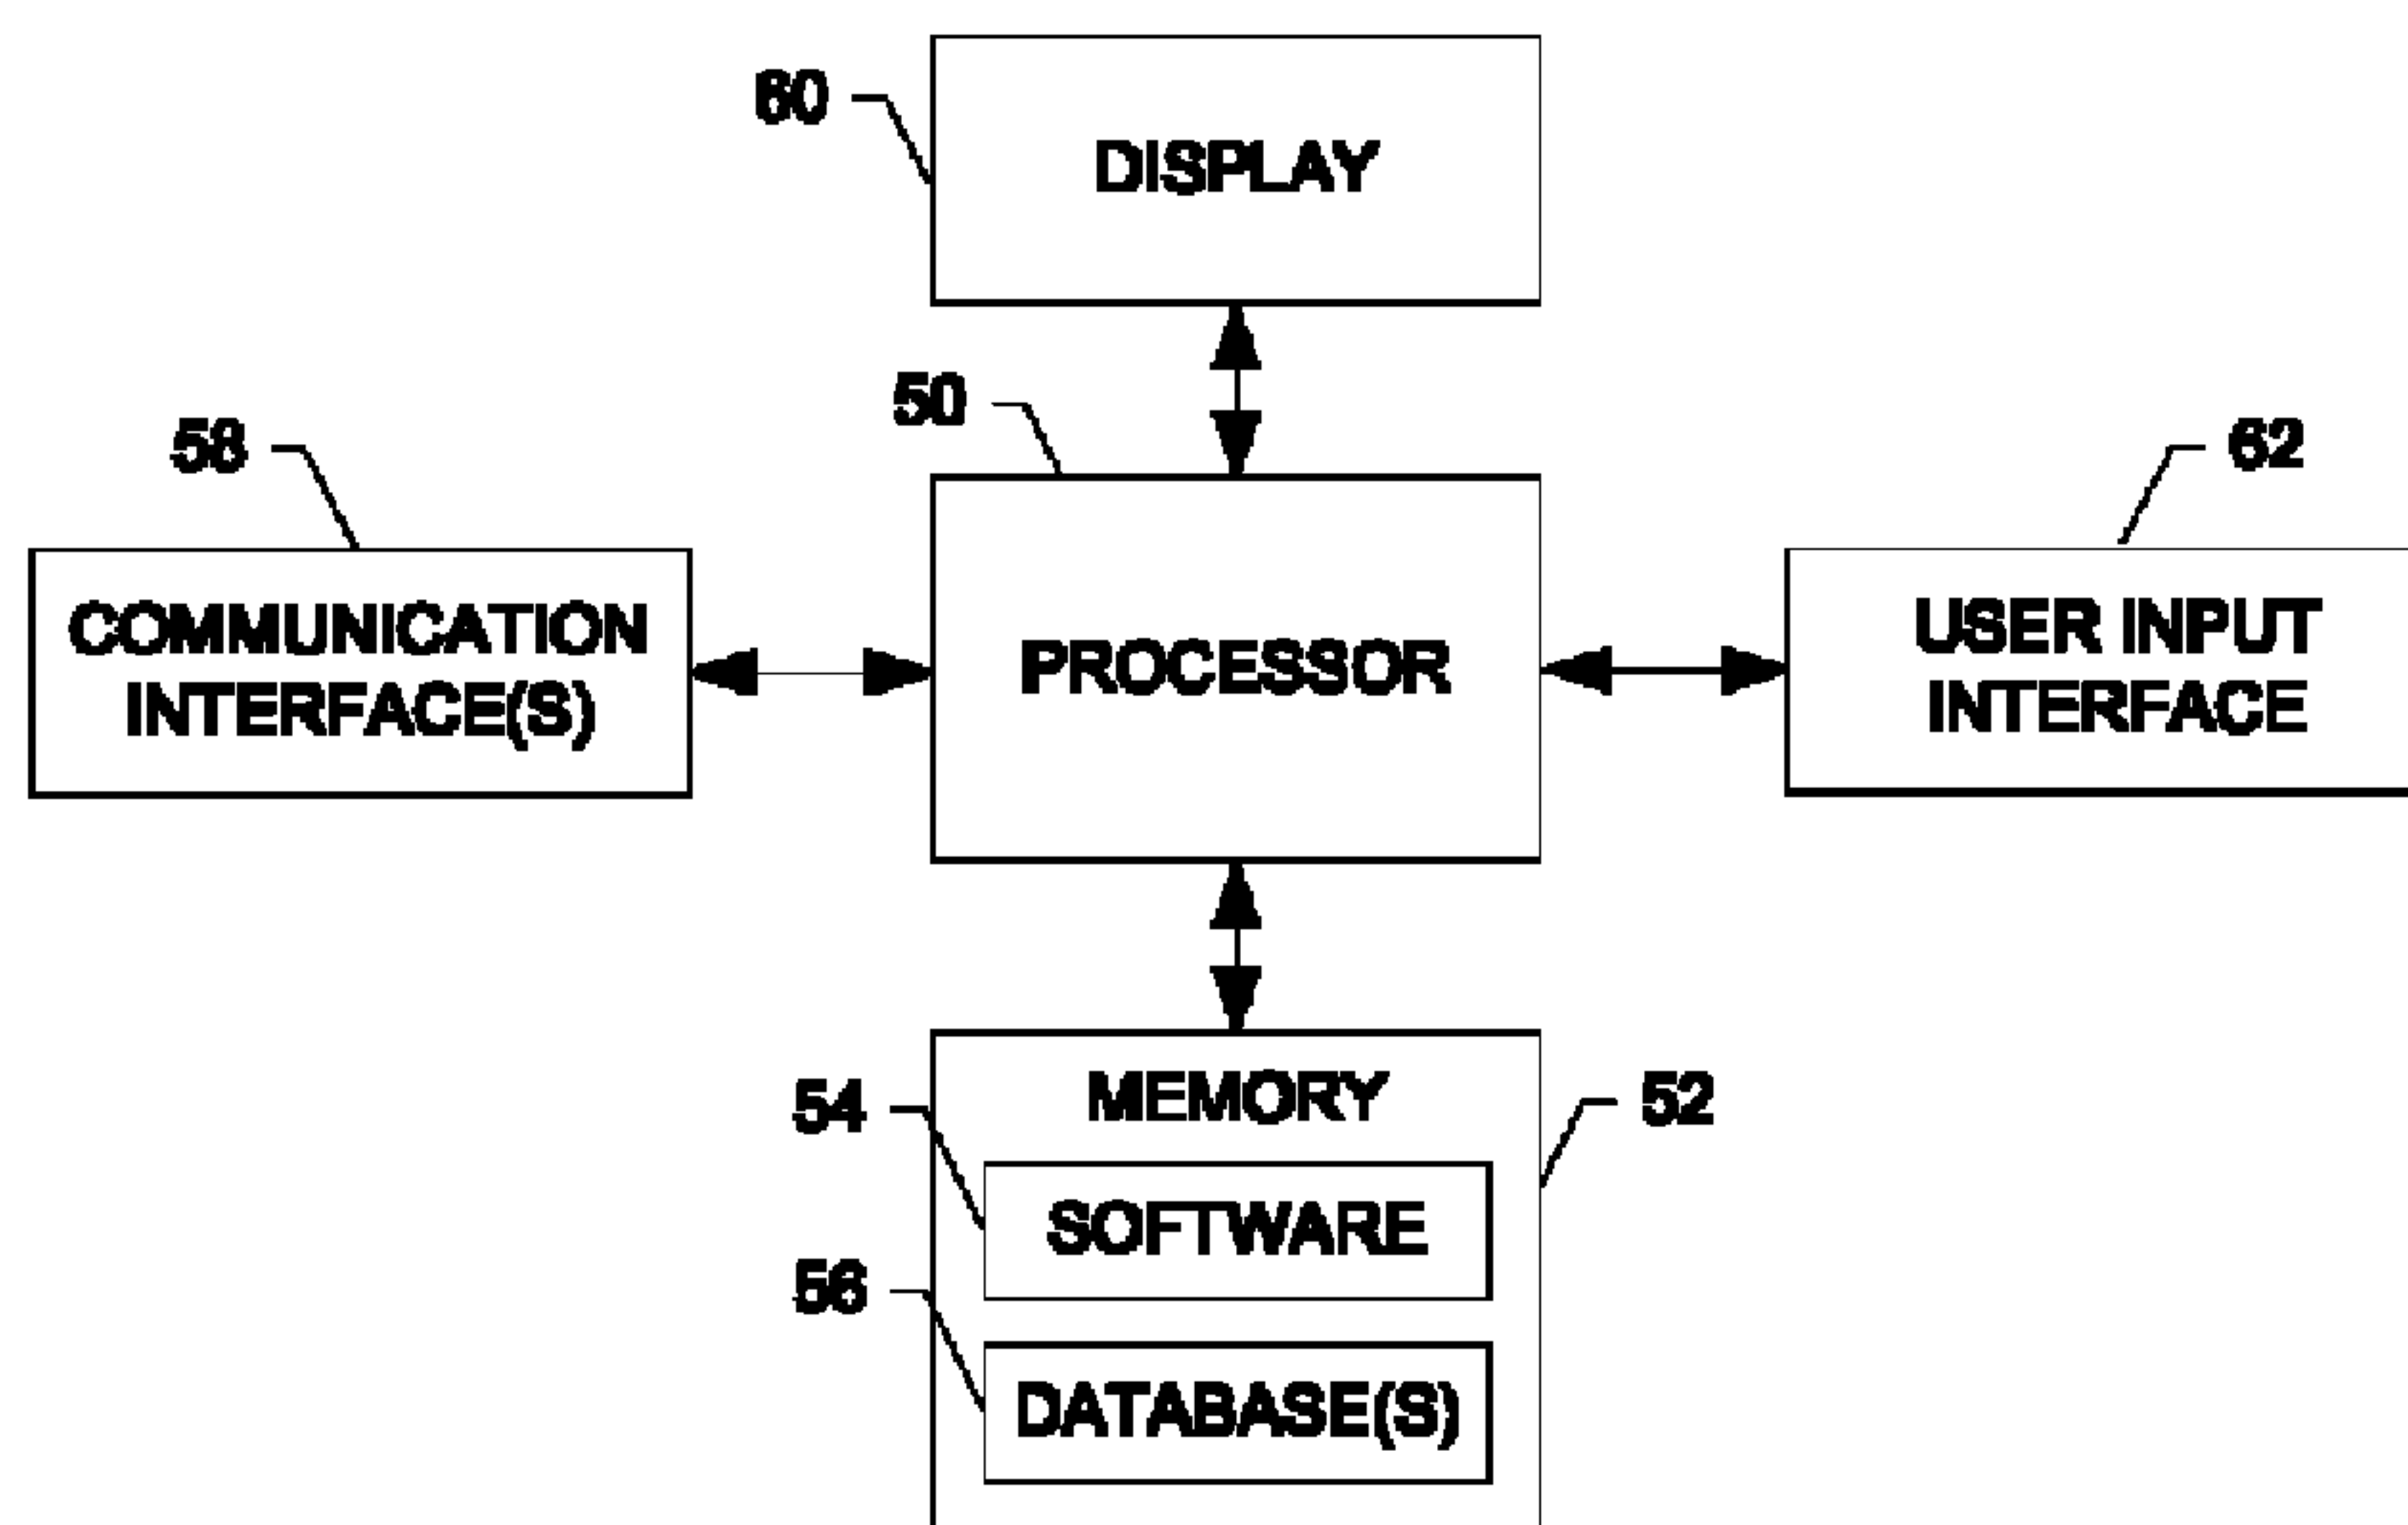 60
DISPLAY
50
58
62
COMMUNICATION
INTERFACE(S)
PROCESSOR
USER INPUT
INTERFACE
54
MEMORY
52
SOFTWARE
56
DATABASE(S)